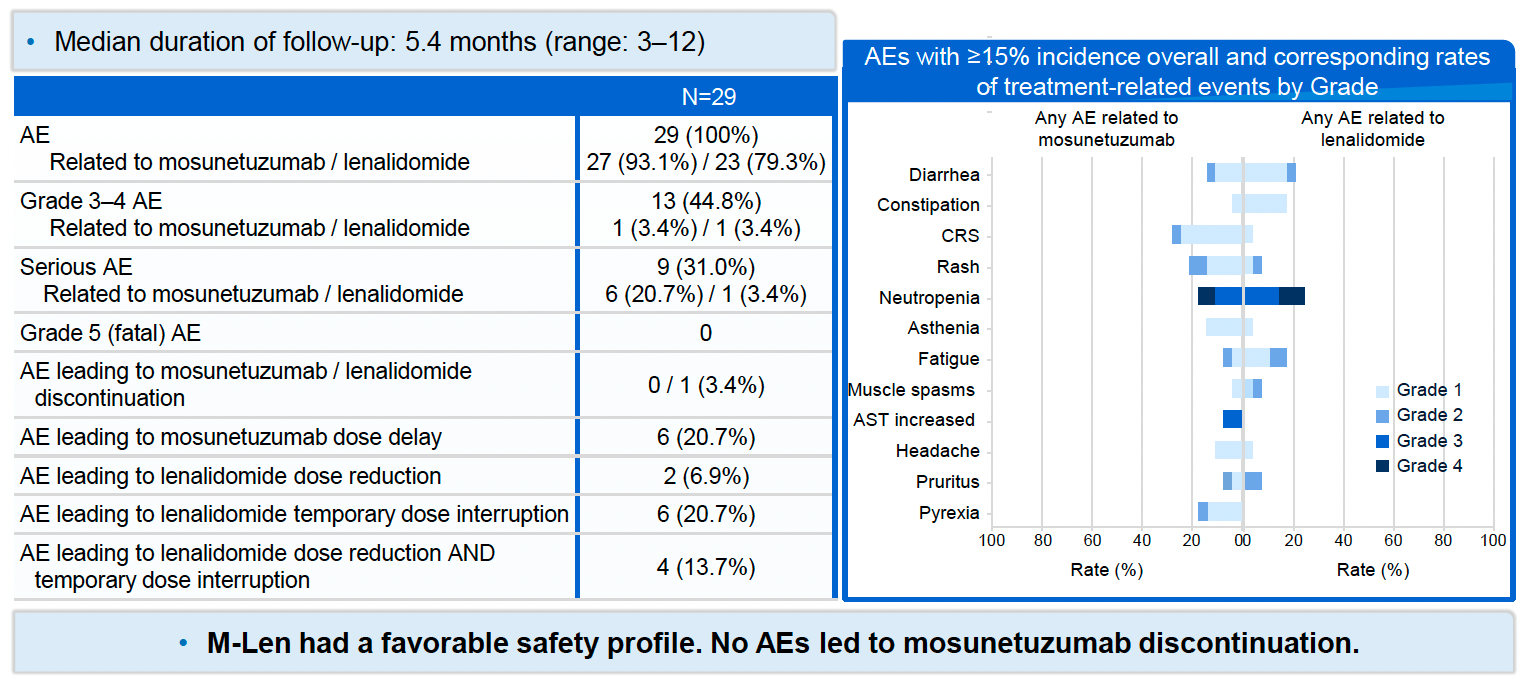 • Median duration of follow-up: 5.4 months (range: 3–12)
N=29
AE
29 (100%)
Related to mosunetuzumab / lenalidomide
27 (93.1%) / 23 (79.3%)
Grade 3–4 AE
13 (44.8%)
Related to mosunetuzumab / lenalidomide
1 (3.4%) / 1 (3.4%)
Serious AE
9 (31.0%)
Related to mosunetuzumab / lenalidomide
6 (20.7%) / 1 (3.4%)
Grade 5 (fatal) AE
0
AE leading to mosunetuzumab / lenalidomide
discontinuation
0 / 1 (3.4%)
AE leading to mosunetuzumab dose delay
6 (20.7%)
AE leading to lenalidomide dose reduction
2 (6.9%)
AE leading to lenalidomide temporary dose interruption
6 (20.7%)
AE leading to lenalidomide dose reduction AND
temporary dose interruption
4 (13.7%)
AEs with ≥15% incidence overall and corresponding rates
of treatment-related events by Grade
Any AE related to
mosunetuzumab
Any AE related to
lenalidomide
Diarrhea
Constipation
CRS
Rash
Neutropenia
Asthenia
Fatigue
Muscle spasms
AST increased
Headache
Pruritus
Pyrexia
Grade 1
Grade 2
Grade 3
Grade 4
100 80 60 40 20 00 20 40 60 80 100
Rate (%)
Rate (%)
• M-Len had a favorable safety profile. No AEs led to mosunetuzumab discontinuation.